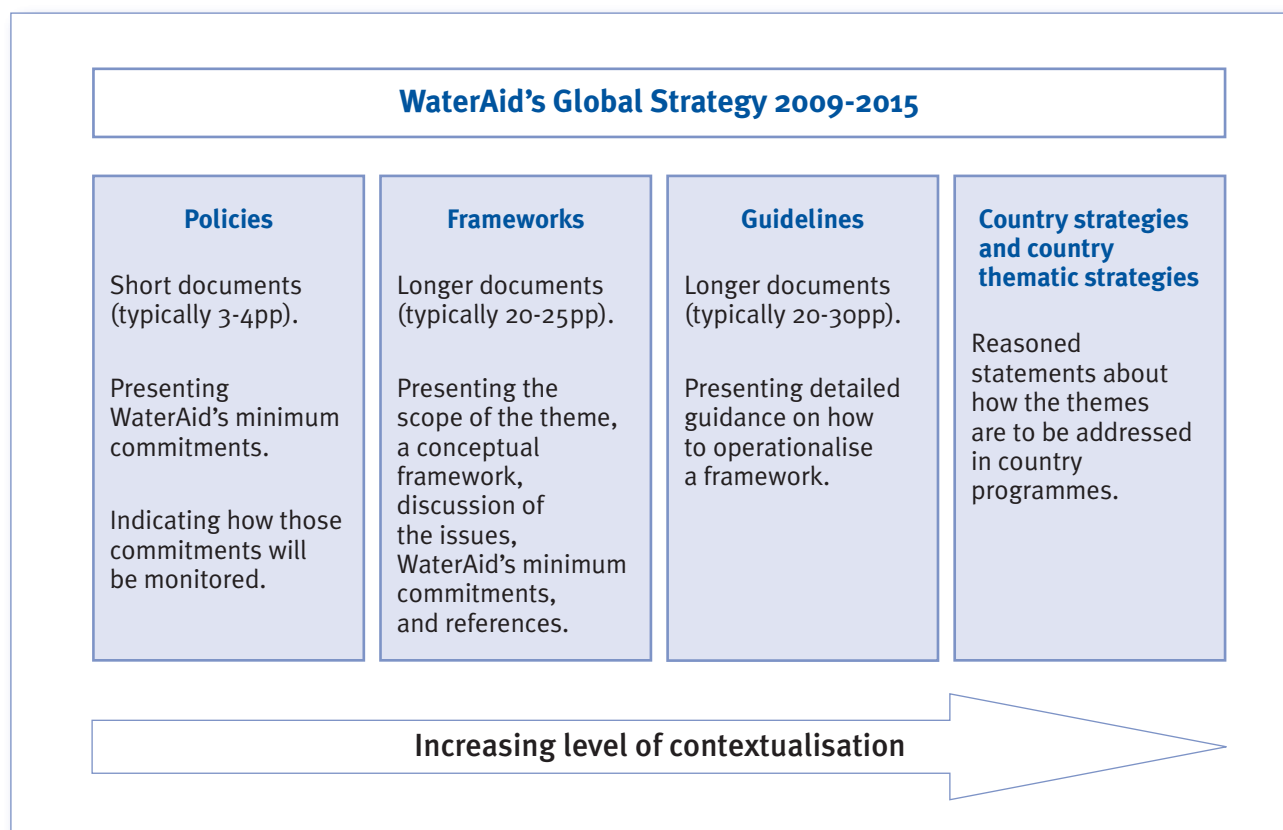 WaterAid's Global Strategy 2009-2015
Policies
Short documents
(typically 3-4pp).
Presenting
WaterAid's minimum
commitments.
Indicating how those
commitments will
be monitored.
Frameworks
Longer documents
(typically 20-25pp).
Presenting the
scope of the theme,
a conceptual
framework,
discussion of
the issues,
WaterAid's minimum
commitments,
and references.
Guidelines
Longer documents
(typically 20-30pp).
Presenting detailed
guidance on how
to operationalise
a framework.
Country strategies
and country
thematic strategies
Reasoned
statements about
how the themes
are to be addressed
in country
programmes.
Increasing level of contextualisation